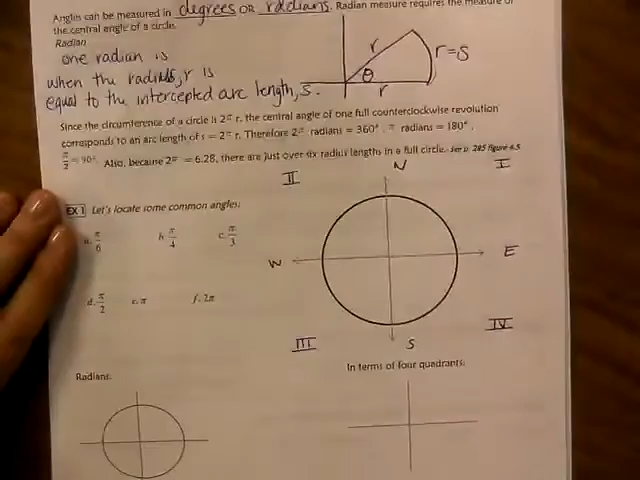 Angles can be measured in degrees OR radians. Radian measure requires the measure of
the central angle of a circle.
Radian
one radian is
when the radius, r is
equal to the intercepted arc length, s.
r
r = s
θ
r
Since the circumference of a circle is 2π r, the central angle of one full counterclockwise revolution
corresponds to an arc length of s = 2π r. Therefore 2π radians = 360°, π radians = 180°,
π/2 = 90°. Also, because 2π = 6.28, there are just over six radius lengths in a full circle. See p. 285 figure 4.5
II
N
I
EX 1 Let's locate some common angles:
a. π/6
b. π/4
c. π/3
W
E
d. π/2
e. π
f. 2π
III
S
IV
Radians:
In terms of four quadrants: